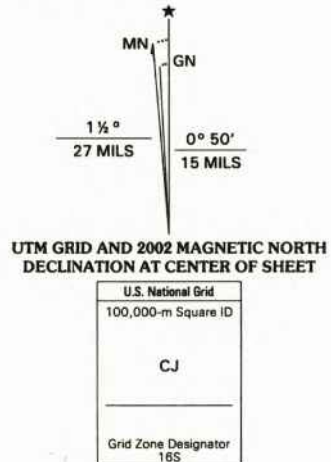 MN
GN
1½°
27 MILS
0° 50'
15 MILS
UTM GRID AND 2002 MAGNETIC NORTH
DECLINATION AT CENTER OF SHEET
U.S. National Grid
100,000-m Square ID
CJ
Grid Zone Designator
16S